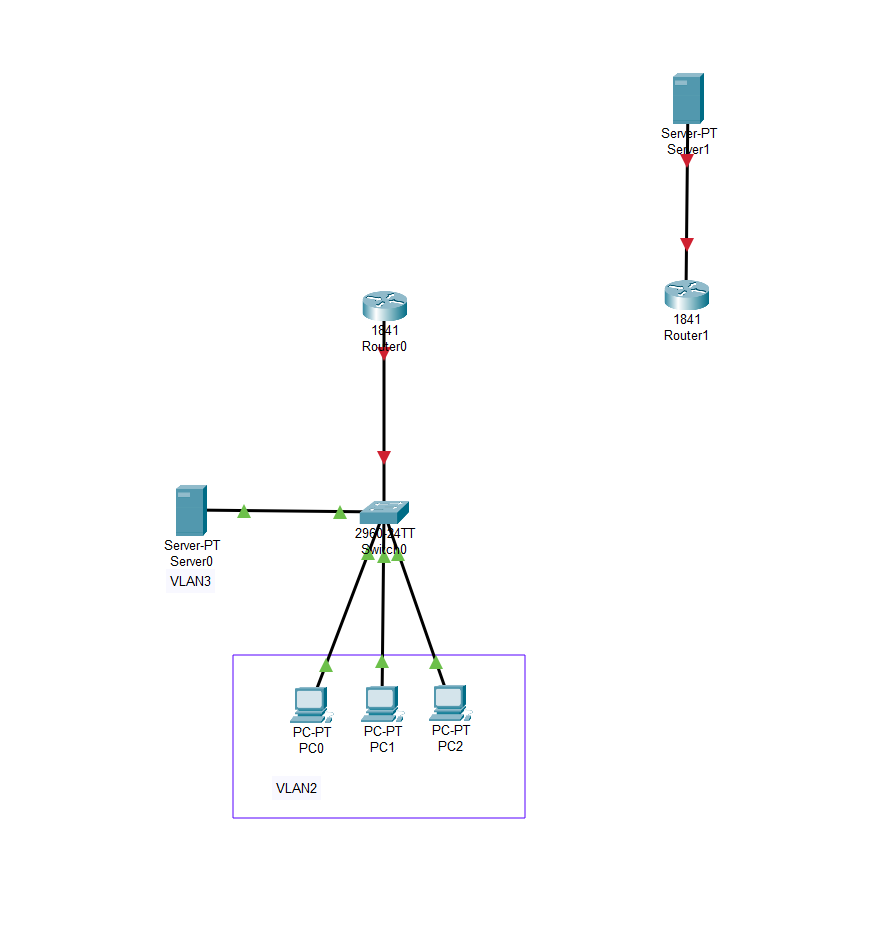 Server-PT
Server1
1841
Router1
1841
Router0
2960-24TT
Switch0
Server-PT
Server0
VLAN3
PC-PT
PC0
PC-PT
PC1
PC-PT
PC2
VLAN2